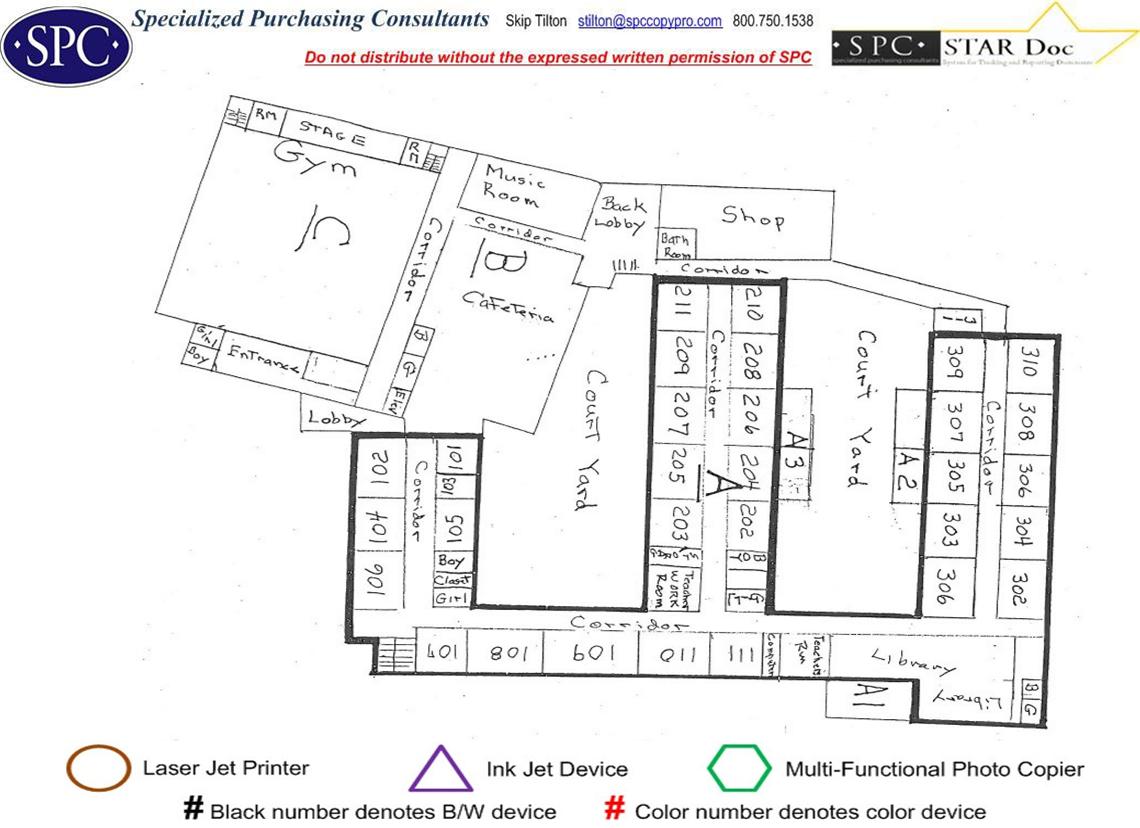 Specialized Purchasing Consultants Skip Tilton stilton@spccopypro.com 800.750.1538
·SPC·
Do not distribute without the expressed written permission of SPC
·SPC· STAR Doc
specialized purchasing consultants System for Tracking and Reporting Documents
RM STAGE RM
Gym
C
Corridor
Music
Room
Corridor
Back
Lobby
Shop
Bath
Room
Corridor
B
Cafeteria
B
G
Elev
Girl
Boy
Entrance
Lobby
Court Yard
Court Yard
211 210
209 208
207 206
205 204
203 202
Corridor
A
A3
A2
309 310
307 308
305 306
303 304
306 302
Corridor
Teacher
WORK
Room
B
O
Y
G
201 101
401 103
901 105
Corridor
Boy
Closet
Girl
Corridor
107 108 109 110 111
Computer
Teachers
Rm
Library
Library
B G
A1
Laser Jet Printer Ink Jet Device Multi-Functional Photo Copier
# Black number denotes B/W device # Color number denotes color device